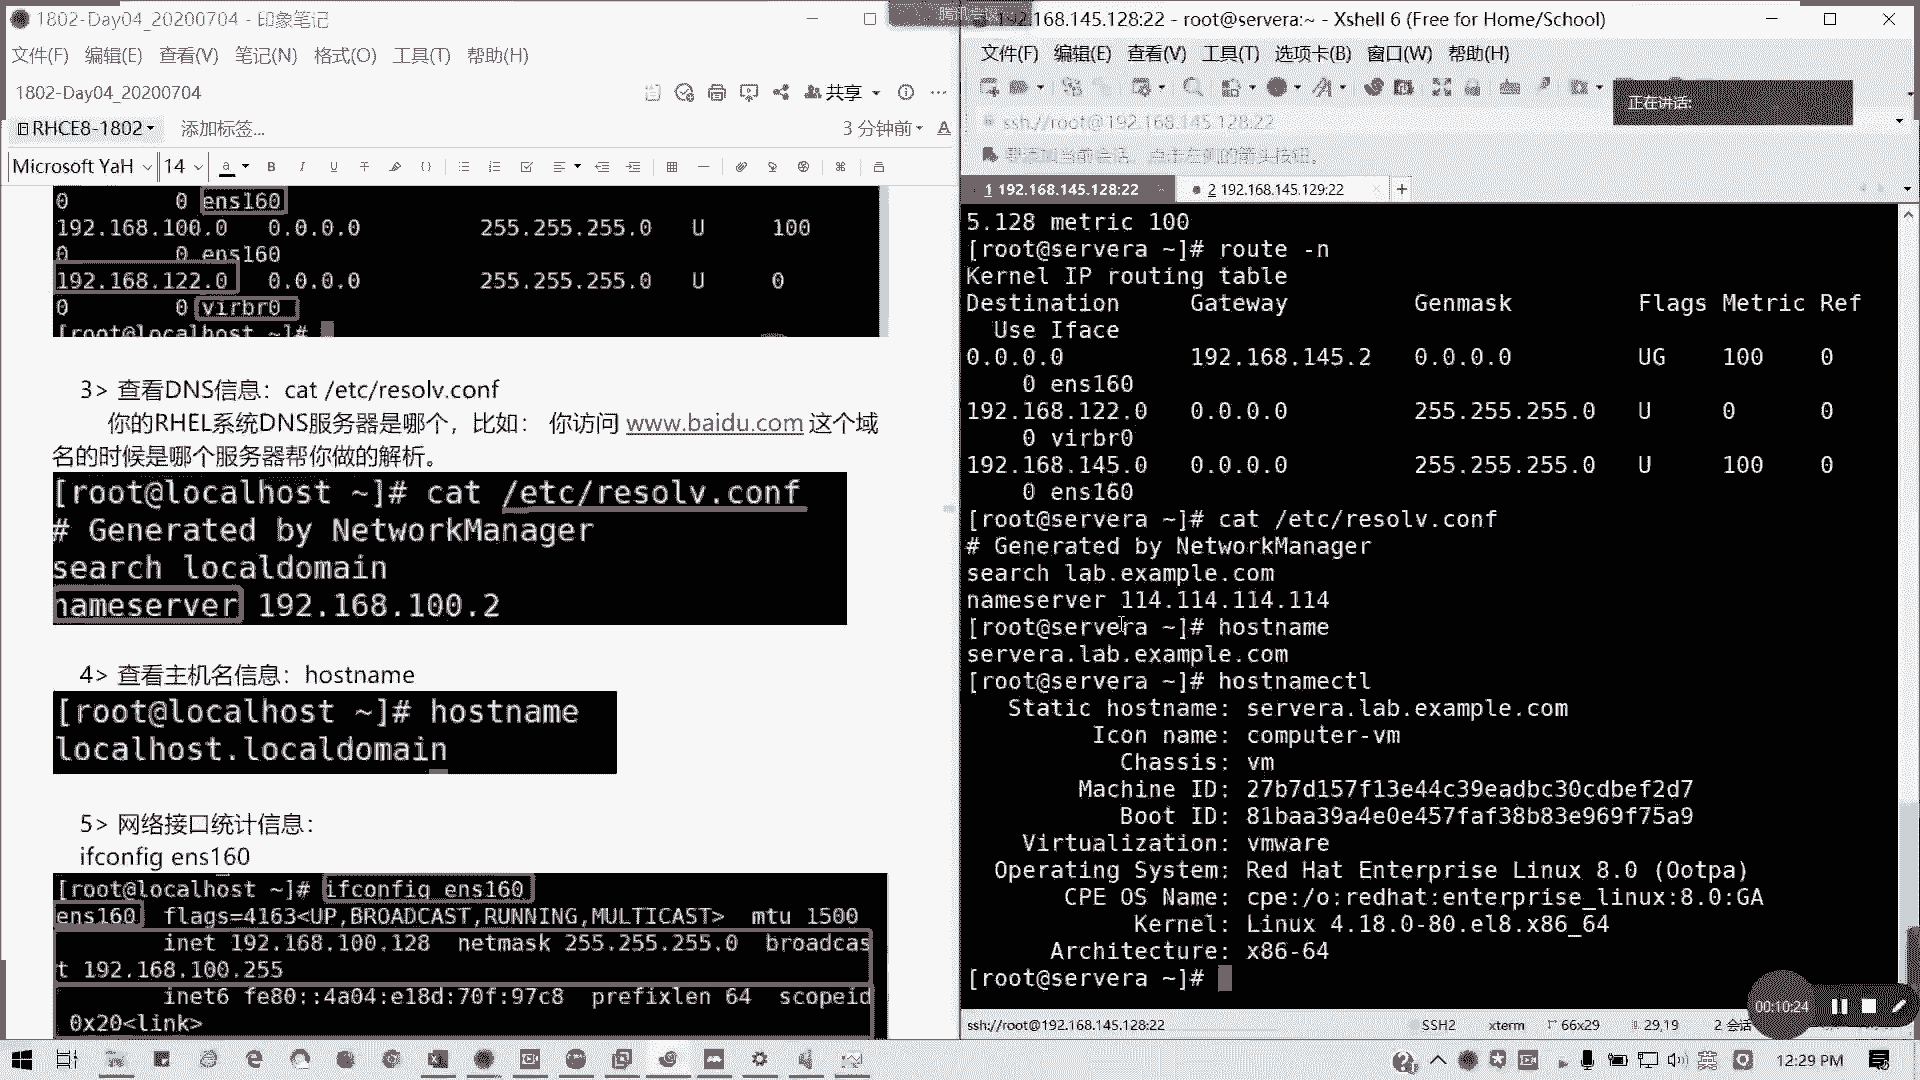 1802-Day04_20200704 - 印象笔记
文件(F) 编辑(E) 查看(V) 笔记(N) 格式(O) 工具(T) 帮助(H)
1802-Day04_20200704
共享
RHCE8-1802 添加标签...
3 分钟前
Microsoft YaH 14
0 0 ens160
192.168.100.0 0.0.0.0 255.255.255.0 U 100
0 0 ens160
192.168.122.0 0.0.0.0 255.255.255.0 U 0
0 0 virbr0
[root@localhost ~]#
3> 查看DNS信息：cat /etc/resolv.conf
你的RHEL系统DNS服务器是哪个，比如： 你访问 www.baidu.com 这个域
名的时候是哪个服务器帮你做的解析。
[root@localhost ~]# cat /etc/resolv.conf
# Generated by NetworkManager
search localdomain
nameserver 192.168.100.2
4> 查看主机名信息：hostname
[root@localhost ~]# hostname
localhost.localdomain
5> 网络接口统计信息：
ifconfig ens160
[root@localhost ~]# ifconfig ens160
ens160 flags=4163<UP,BROADCAST,RUNNING,MULTICAST> mtu 1500
inet 192.168.100.128 netmask 255.255.255.0 broadcas
t 192.168.100.255
inet6 fe80::4a04:e18d:70f:97c8 prefixlen 64 scopeid
0x20<link>
192.168.145.128:22 - root@servera:~ - Xshell 6 (Free for Home/School)
文件(F) 编辑(E) 查看(V) 工具(T) 选项卡(B) 窗口(W) 帮助(H)
正在讲话:
ssh://root@192.168.145.128:22
要添加当前会话，点击左侧的箭头按钮。
1 192.168.145.128:22 2 192.168.145.129:22
5.128 metric 100
[root@servera ~]# route -n
Kernel IP routing table
Destination Gateway Genmask Flags Metric Ref
Use Iface
0.0.0.0 192.168.145.2 0.0.0.0 UG 100 0
0 ens160
192.168.122.0 0.0.0.0 255.255.255.0 U 0 0
0 virbr0
192.168.145.0 0.0.0.0 255.255.255.0 U 100 0
0 ens160
[root@servera ~]# cat /etc/resolv.conf
# Generated by NetworkManager
search lab.example.com
nameserver 114.114.114.114
[root@servera ~]# hostname
servera.lab.example.com
[root@servera ~]# hostnamectl
Static hostname: servera.lab.example.com
Icon name: computer-vm
Chassis: vm
Machine ID: 27b7d157f13e44c39eadbc30cdbef2d7
Boot ID: 81baa39a4e0e457faf38b83e969f75a9
Virtualization: vmware
Operating System: Red Hat Enterprise Linux 8.0 (Ootpa)
CPE OS Name: cpe:/o:redhat:enterprise_linux:8.0:GA
Kernel: Linux 4.18.0-80.el8.x86_64
Architecture: x86-64
[root@servera ~]#
00:10:24
ssh://root@192.168.145.128:22 SSH2 xterm 66x29 29,19 2 会话
英 12:29 PM